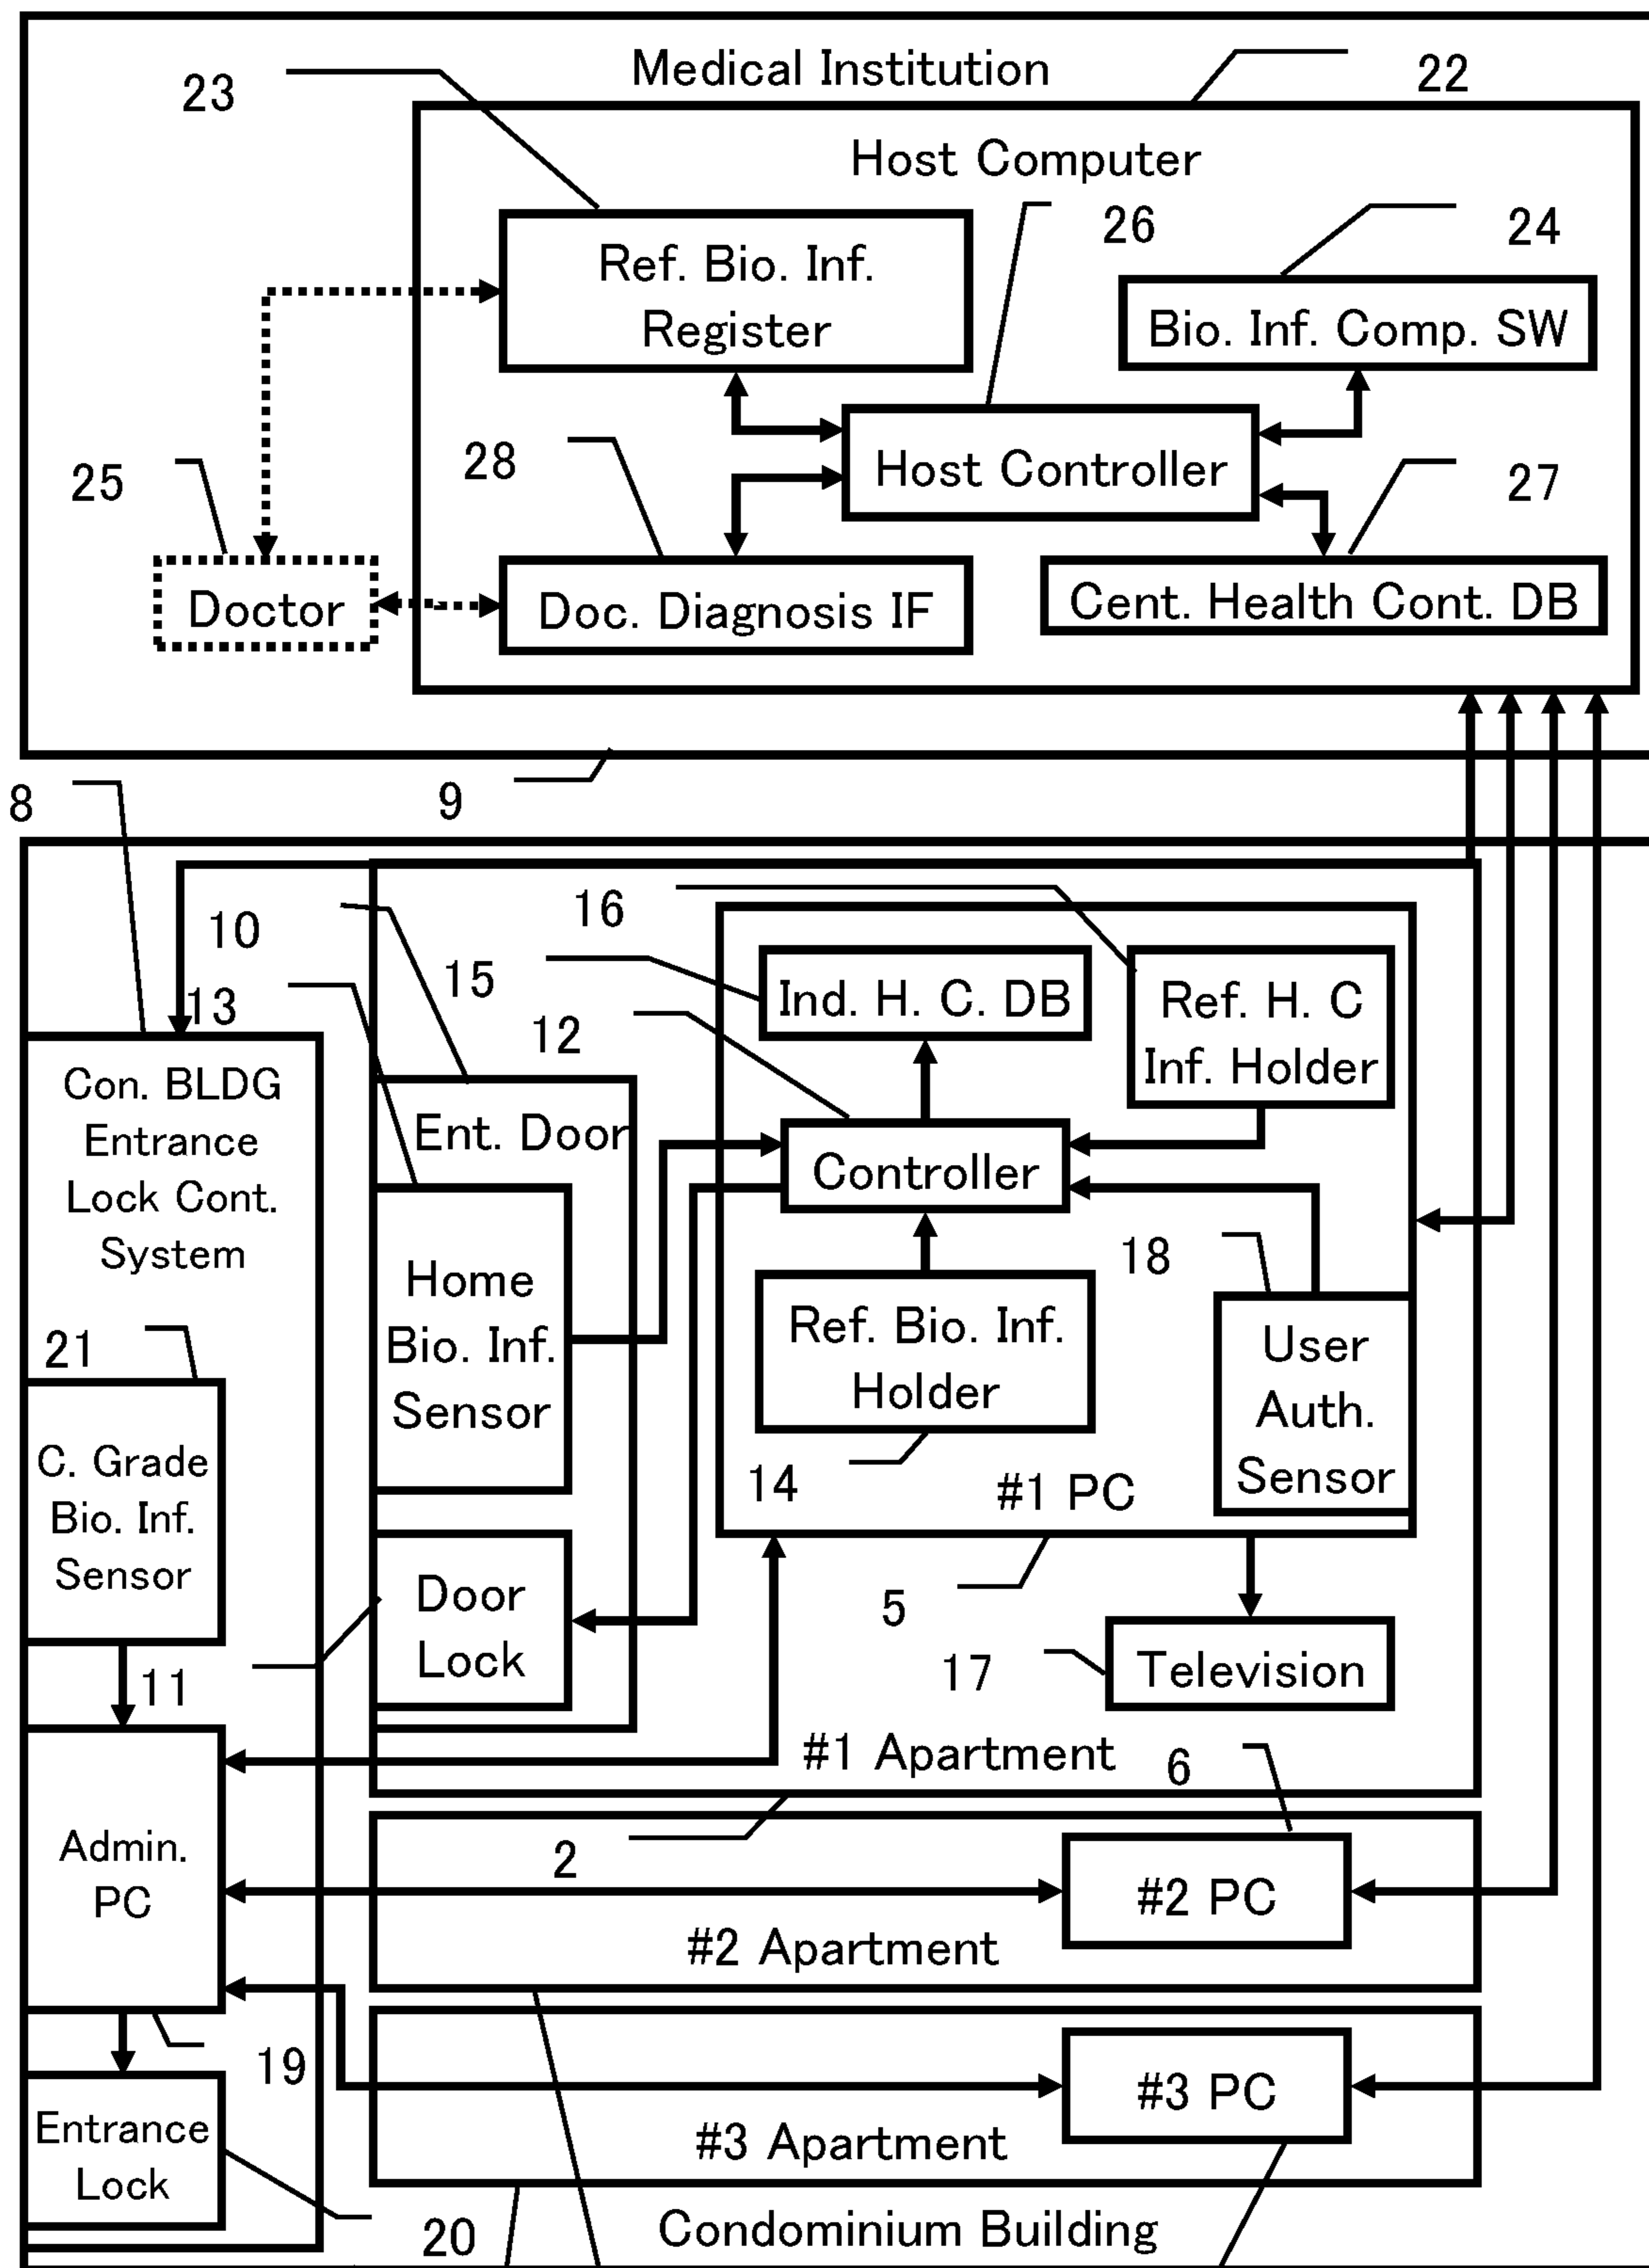 Medical Institution
23
22
Host Computer
26
24
Ref. Bio. Inf.
Register
Bio. Inf. Comp. SW
28
Host Controller
25
27
Doctor
Doc. Diagnosis IF
Cent. Health Cont. DB
9
8
10
16
15
13
12
Ind. H. C. DB
Ref. H. C
Inf. Holder
Con. BLDG
Entrance
Lock Cont.
System
Ent. Door
Controller
18
Home
Bio. Inf.
Sensor
Ref. Bio. Inf.
Holder
User
Auth.
Sensor
21
14
#1 PC
C. Grade
Bio. Inf.
Sensor
Door
Lock
5
11
17
Television
#1 Apartment
6
Admin.
PC
2
#2 PC
#2 Apartment
19
#3 PC
Entrance
Lock
#3 Apartment
20
Condominium Building